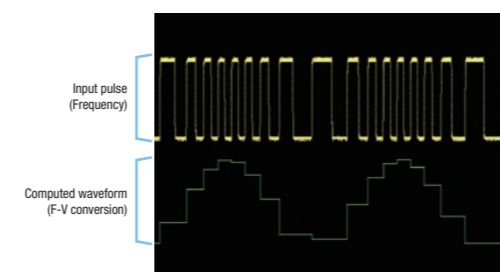 Input pulse
(Frequency)
Computed waveform
(F-V conversion)